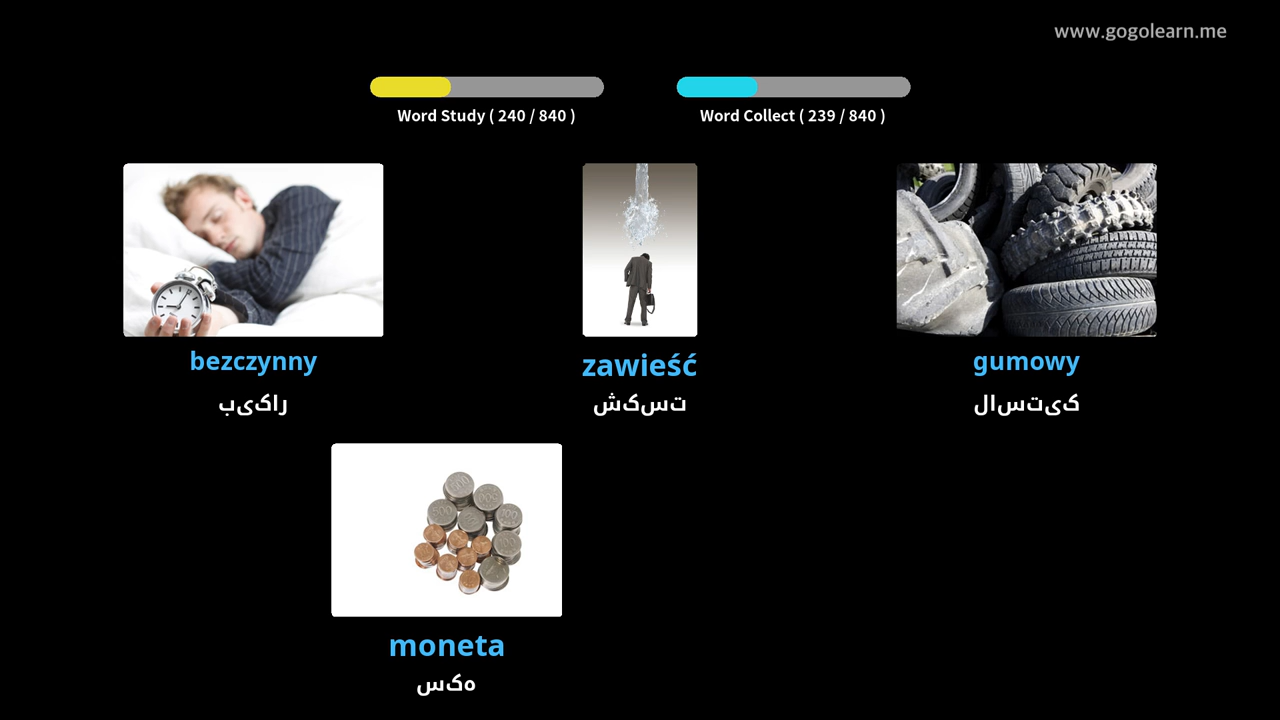 www.gogolearn.me
Word Study ( 240 / 840 )
Word Collect ( 239 / 840 )
bezczynny
راکیب
zawieść
تسکش
gumowy
کیتسال
moneta
هکس